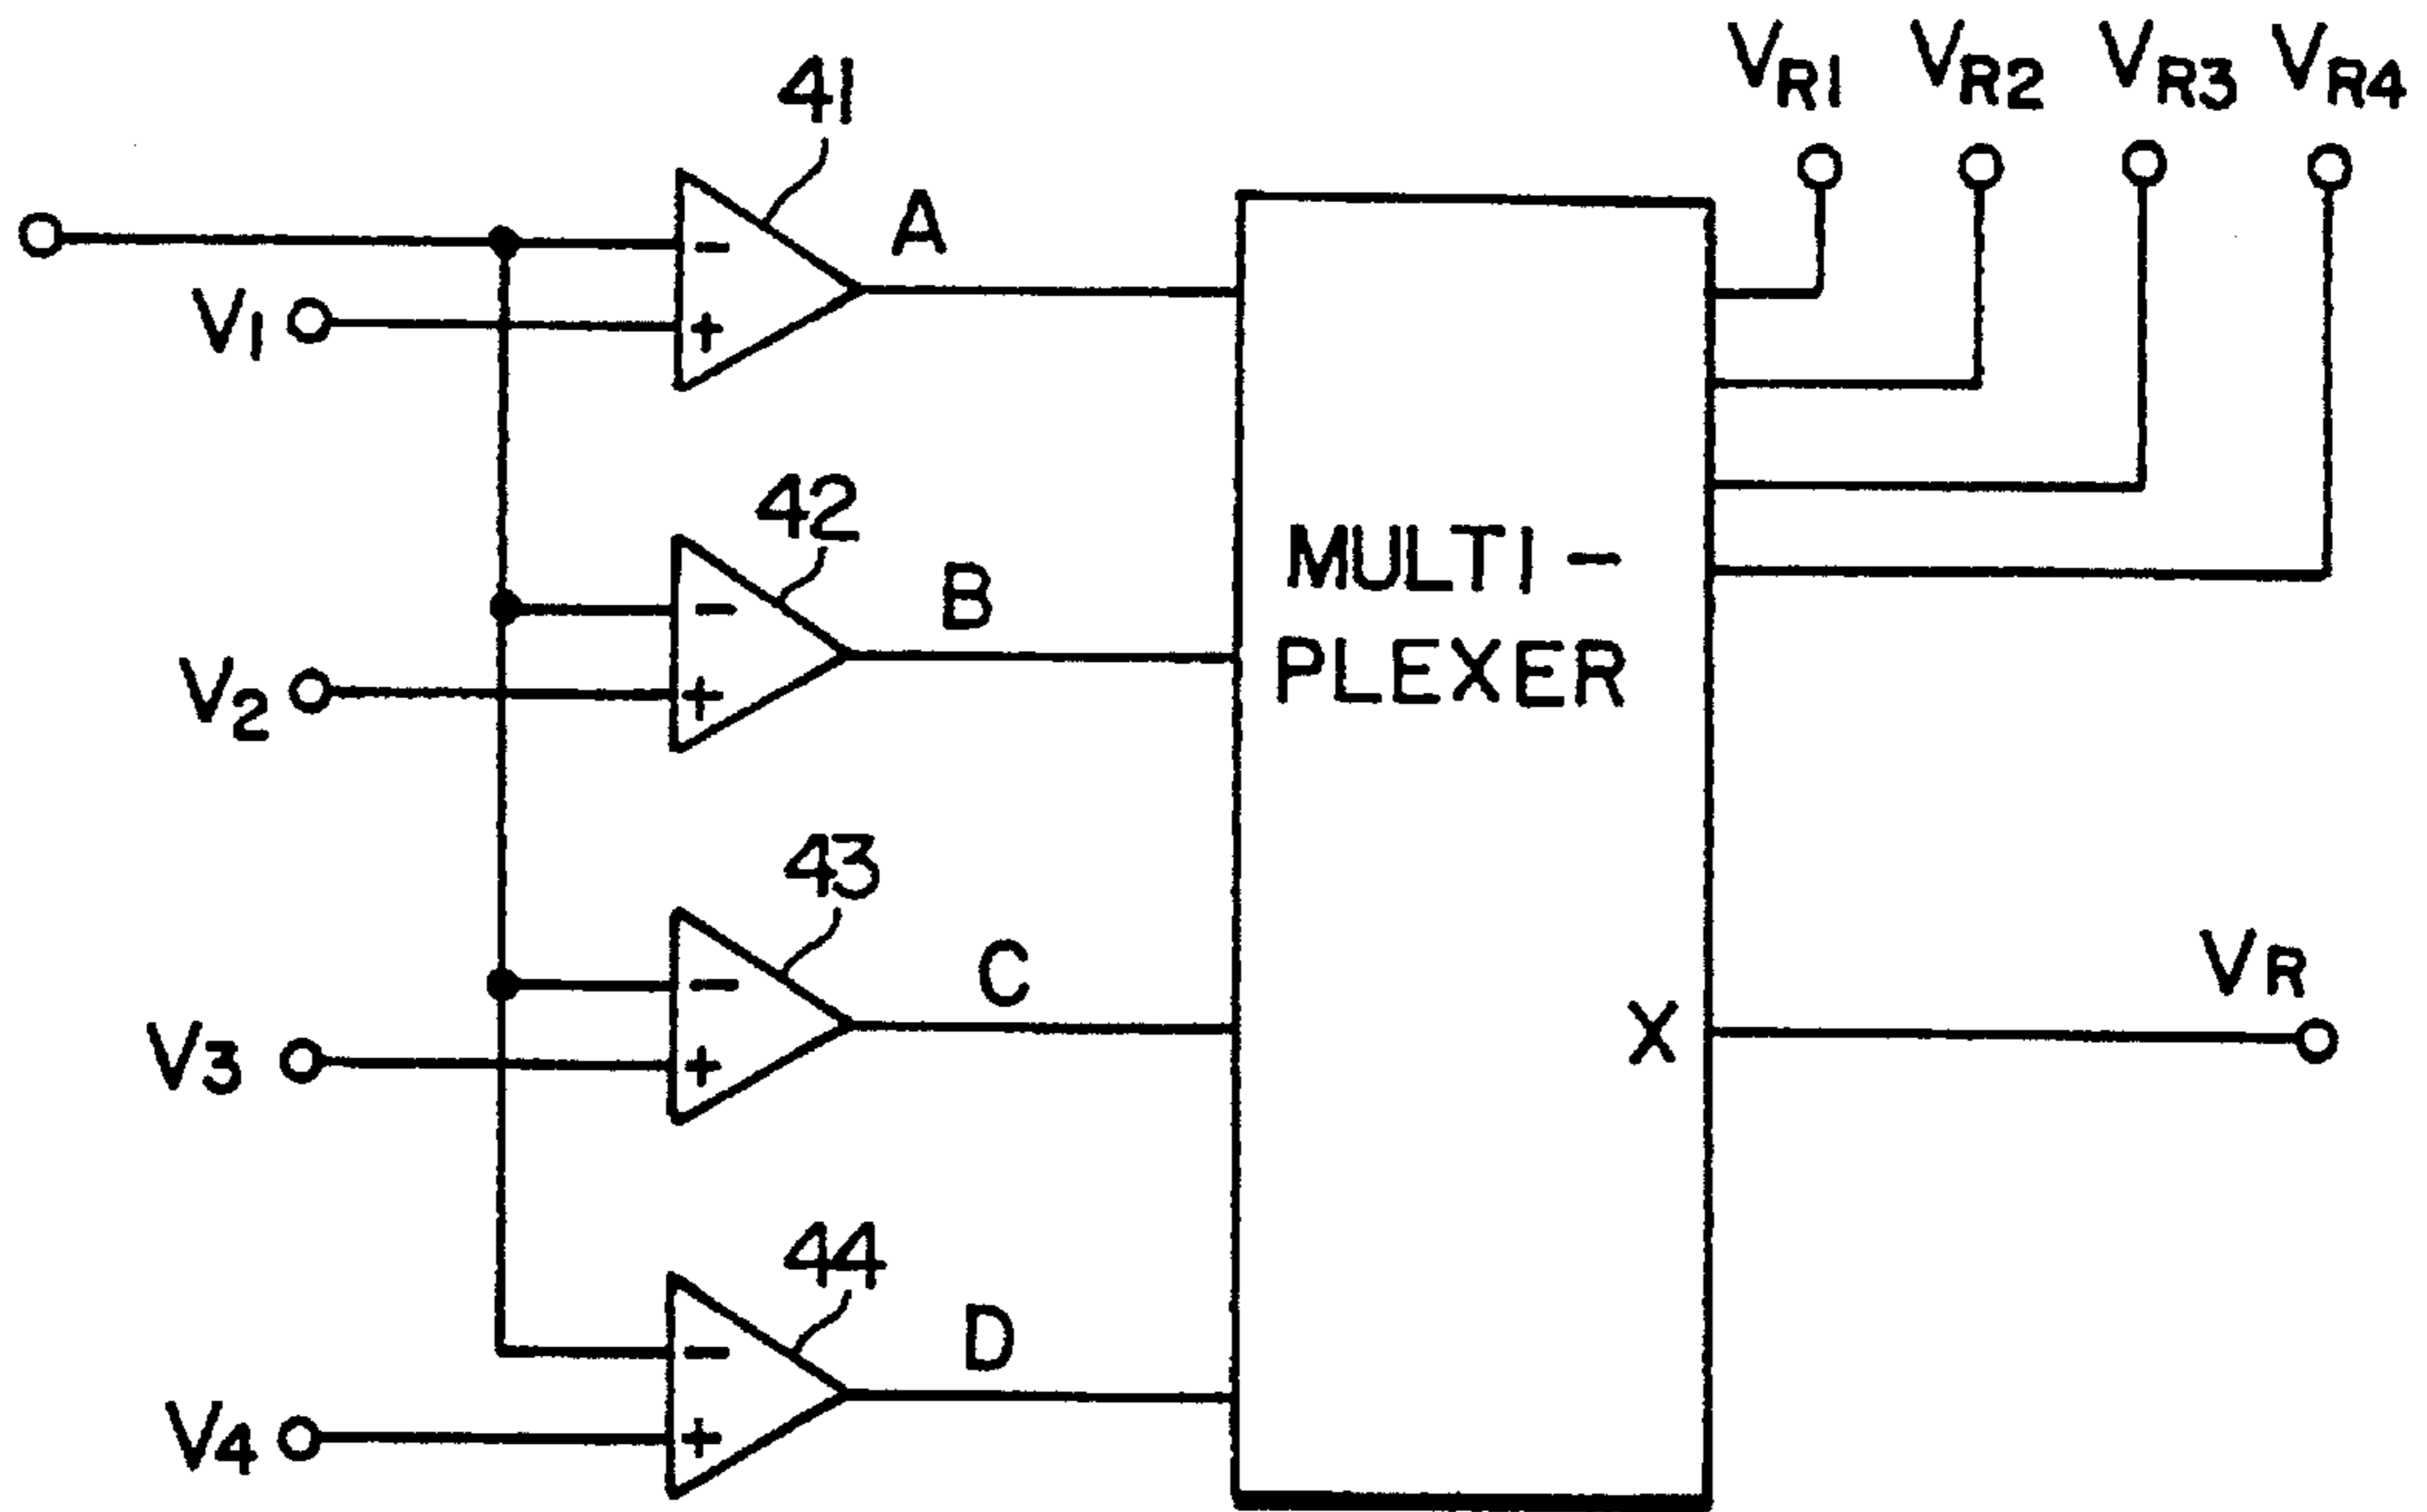 VR1 VR2 VR3 VR4
41
A
-
V1
+
42
B
-
MULTI-
PLEXER
V2
+
43
C
-
VR
X
V3
+
44
D
-
V4
+